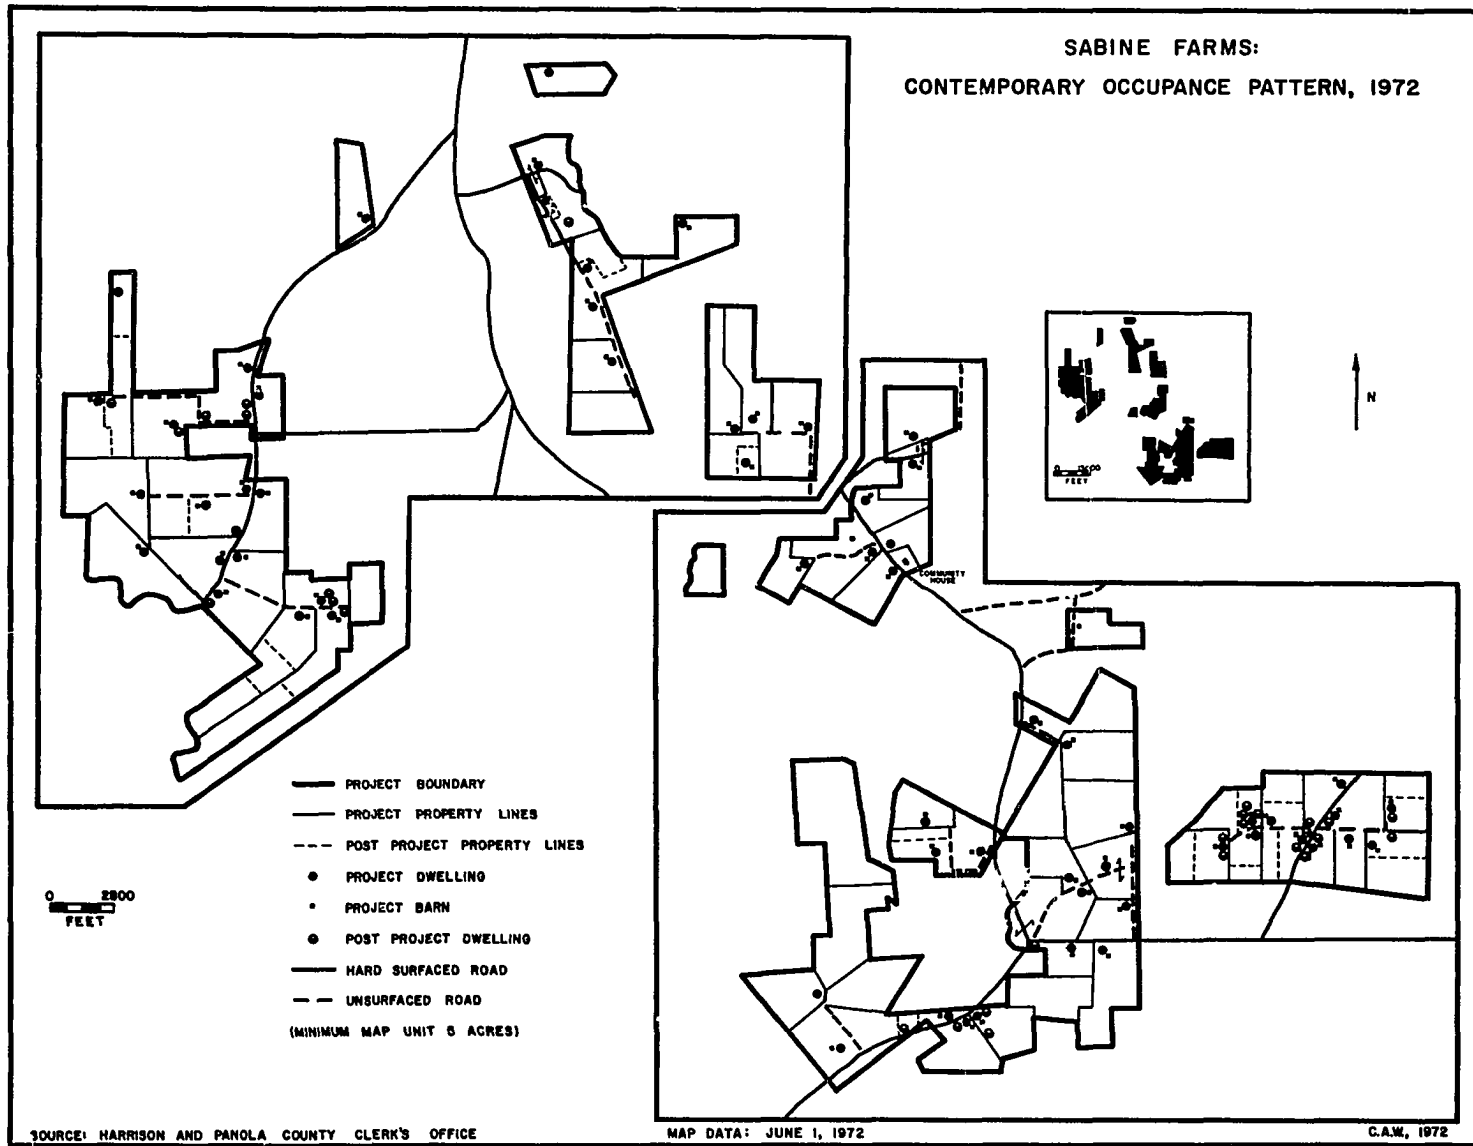 SABINE FARMS:
CONTEMPORARY OCCUPANCE PATTERN, 1972
N
FEET
COMMUNITY
HOUSE
PROJECT BOUNDARY
PROJECT PROPERTY LINES
POST PROJECT PROPERTY LINES
PROJECT DWELLING
PROJECT BARN
POST PROJECT DWELLING
HARD SURFACED ROAD
UNSURFACED ROAD
(MINIMUM MAP UNIT 5 ACRES)
0
FEET
SOURCE: HARRISON AND PANOLA COUNTY CLERK'S OFFICE
MAP DATA: JUNE 1, 1972
C.A.W, 1972